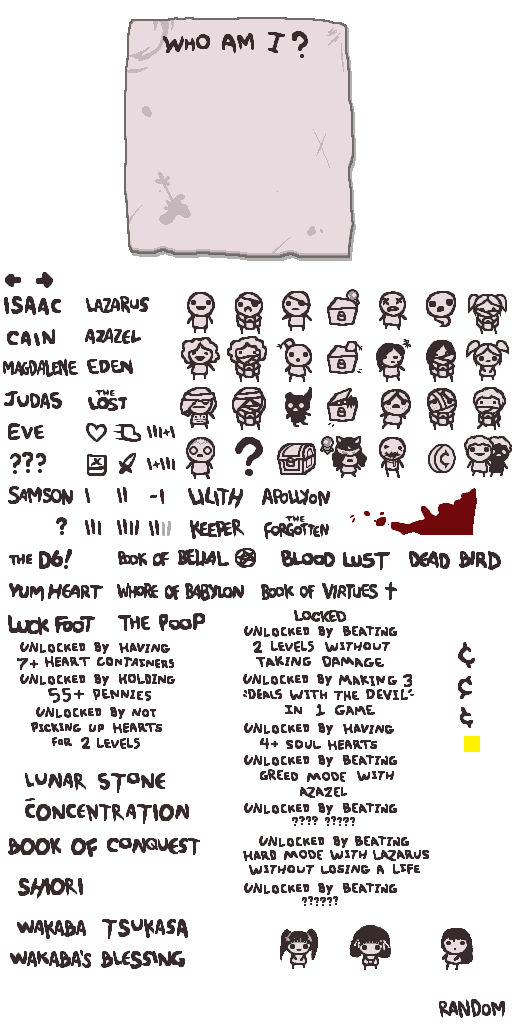 WHO AM I?
ISAAC LAZARUS
CAIN AZAZEL
MAGDALENE EDEN
JUDAS THE LOST
EVE III+I
??? I+III
?
SAMSON I II -I LILITH APOLLYON
? III IIII IIII KEEPER THE FORGOTTEN
THE D6! BOOK OF BELIAL BLOOD LUST DEAD BIRD
YUM HEART WHORE OF BABYLON BOOK OF VIRTUES
LUCK FOOT THE POOP
UNLOCKED BY HAVING
7+ HEART CONTAINERS
UNLOCKED BY HOLDING
55+ PENNIES
UNLOCKED BY NOT
PICKING UP HEARTS
FOR 2 LEVELS
LOCKED
UNLOCKED BY BEATING
2 LEVELS WITHOUT
TAKING DAMAGE
UNLOCKED BY MAKING 3
"DEALS WITH THE DEVIL"
IN 1 GAME
UNLOCKED BY HAVING
4+ SOUL HEARTS
UNLOCKED BY BEATING
GREED MODE WITH
AZAZEL
UNLOCKED BY BEATING
???? ?????
UNLOCKED BY BEATING
HARD MODE WITH LAZARUS
WITHOUT LOSING A LIFE
UNLOCKED BY BEATING
??????
¢
¢
¢
LUNAR STONE
CONCENTRATION
BOOK OF CONQUEST
SHIORI
WAKABA TSUKASA
WAKABA'S BLESSING
RANDOM